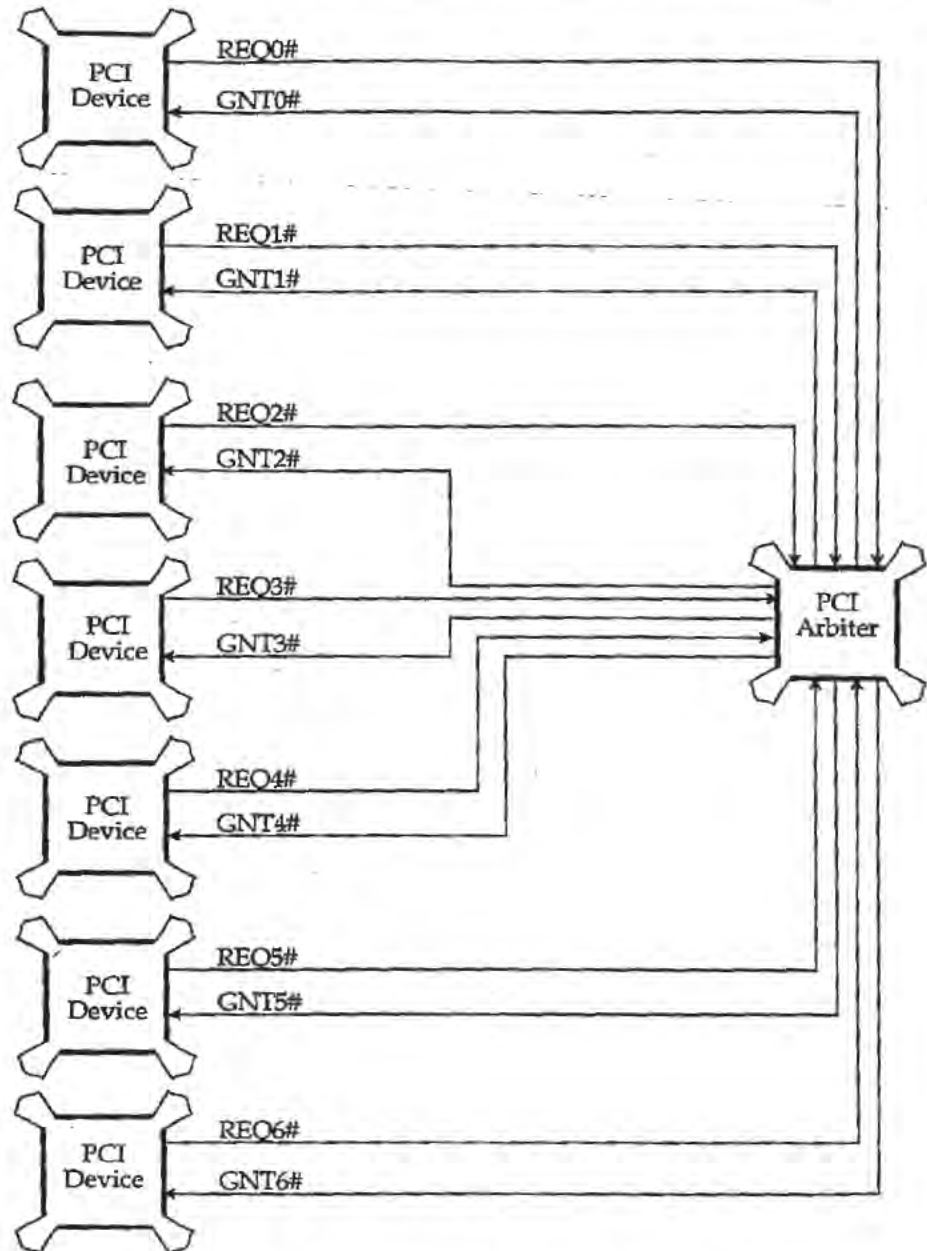 PCI
Device
REQ0#
GNT0#
PCI
Device
REQ1#
GNT1#
PCI
Device
REQ2#
GNT2#
PCI
Device
REQ3#
GNT3#
PCI
Arbiter
PCI
Device
REQ4#
GNT4#
PCI
Device
REQ5#
GNT5#
PCI
Device
REQ6#
GNT6#